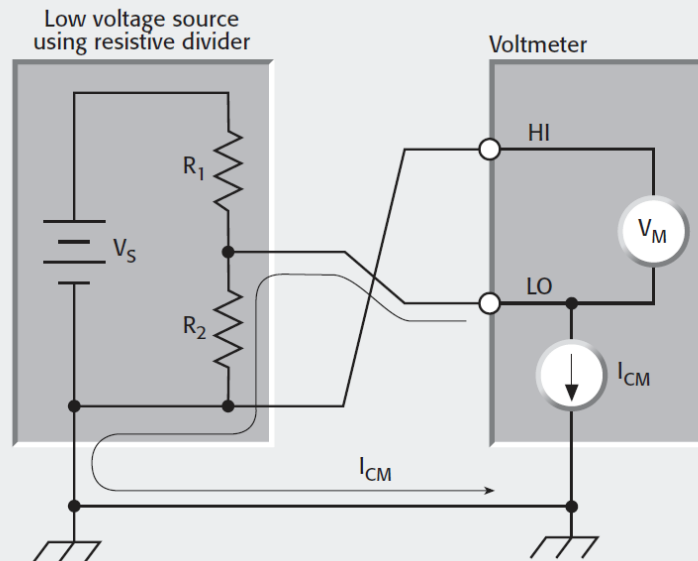 Low voltage source
using resistive divider
Voltmeter
HI
R1
VM
VS
LO
R2
ICM
ICM